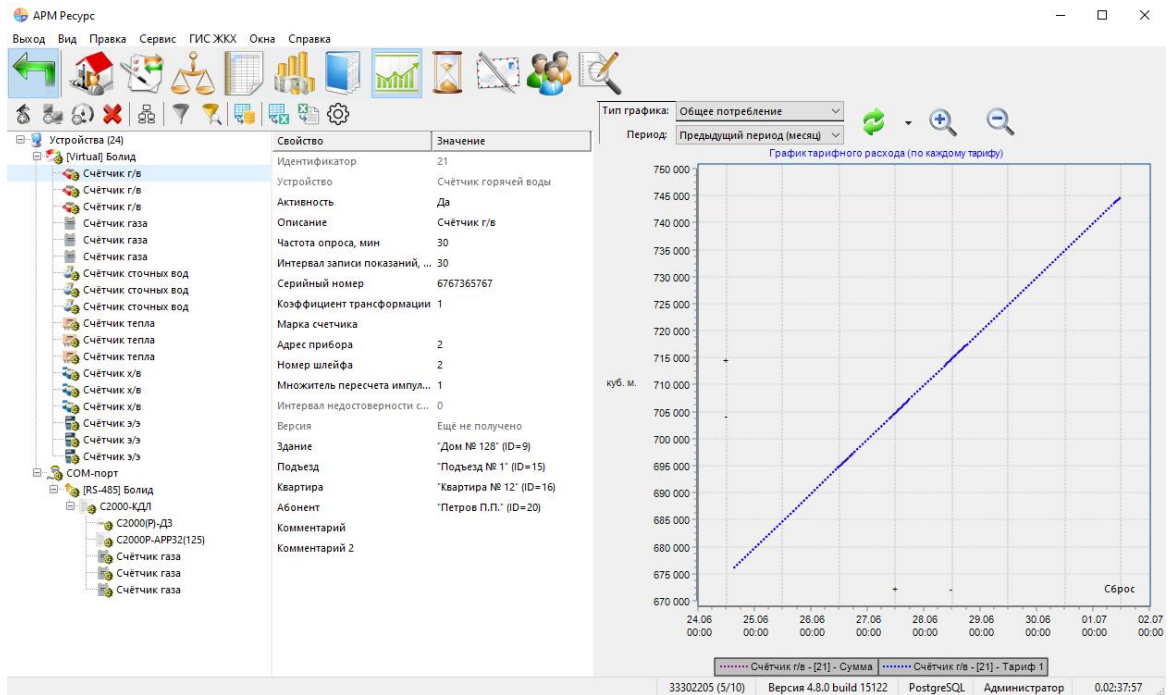 АРМ Ресурс
Выход Вид Правка Сервис ГИС ЖКХ Окна Справка
Устройства (24)
[Virtual] Болид
Счётчик г/в
Счётчик г/в
Счётчик г/в
Счётчик газа
Счётчик газа
Счётчик газа
Счётчик сточных вод
Счётчик сточных вод
Счётчик сточных вод
Счётчик тепла
Счётчик тепла
Счётчик тепла
Счётчик х/в
Счётчик х/в
Счётчик х/в
Счётчик э/э
Счётчик э/э
Счётчик э/э
COM-порт
[RS-485] Болид
С2000-КДЛ
С2000(Р)-ДЗ
С2000Р-АРР32(125)
Счётчик газа
Счётчик газа
Счётчик газа
Свойство Значение
Идентификатор 21
Устройство Счётчик горячей воды
Активность Да
Описание Счётчик г/в
Частота опроса, мин 30
Интервал записи показаний, ... 30
Серийный номер 6767365767
Коэффициент трансформации 1
Марка счетчика
Адрес прибора 2
Номер шлейфа 2
Множитель пересчета импул... 1
Интервал недостоверности с... 0
Версия Ещё не получено
Здание "Дом № 128" (ID=9)
Подъезд "Подъезд № 1" (ID=15)
Квартира "Квартира № 12" (ID=16)
Абонент "Петров П.П." (ID=20)
Комментарий
Комментарий 2
Тип графика: Общее потребление
Период: Предыдущий период (месяц)
График тарифного расхода (по каждому тарифу)
750 000
745 000
740 000
735 000
730 000
725 000
720 000
715 000
куб. м. 710 000
705 000
700 000
695 000
690 000
685 000
680 000
675 000
670 000
+
-
+ -
Сброс
24.06 25.06 26.06 27.06 28.06 29.06 30.06 01.07 02.07
00:00 00:00 00:00 00:00 00:00 00:00 00:00 00:00 00:00
Счётчик г/в - [21] - Сумма Счётчик г/в - [21] - Тариф 1
33302205 (5/10) Версия 4.8.0 build 15122 PostgreSQL Администратор 0.02:37:57